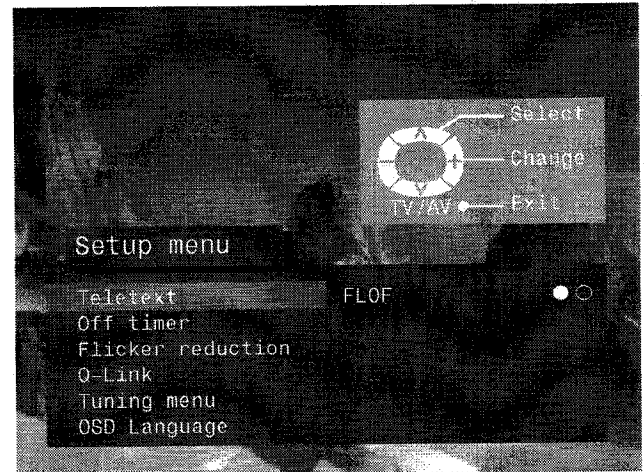 Select
Change
TV/AV Exit
Setup menu
Teletext FLOF
Off timer
Flicker reduction
Q-Link
Tuning menu
OSD Language